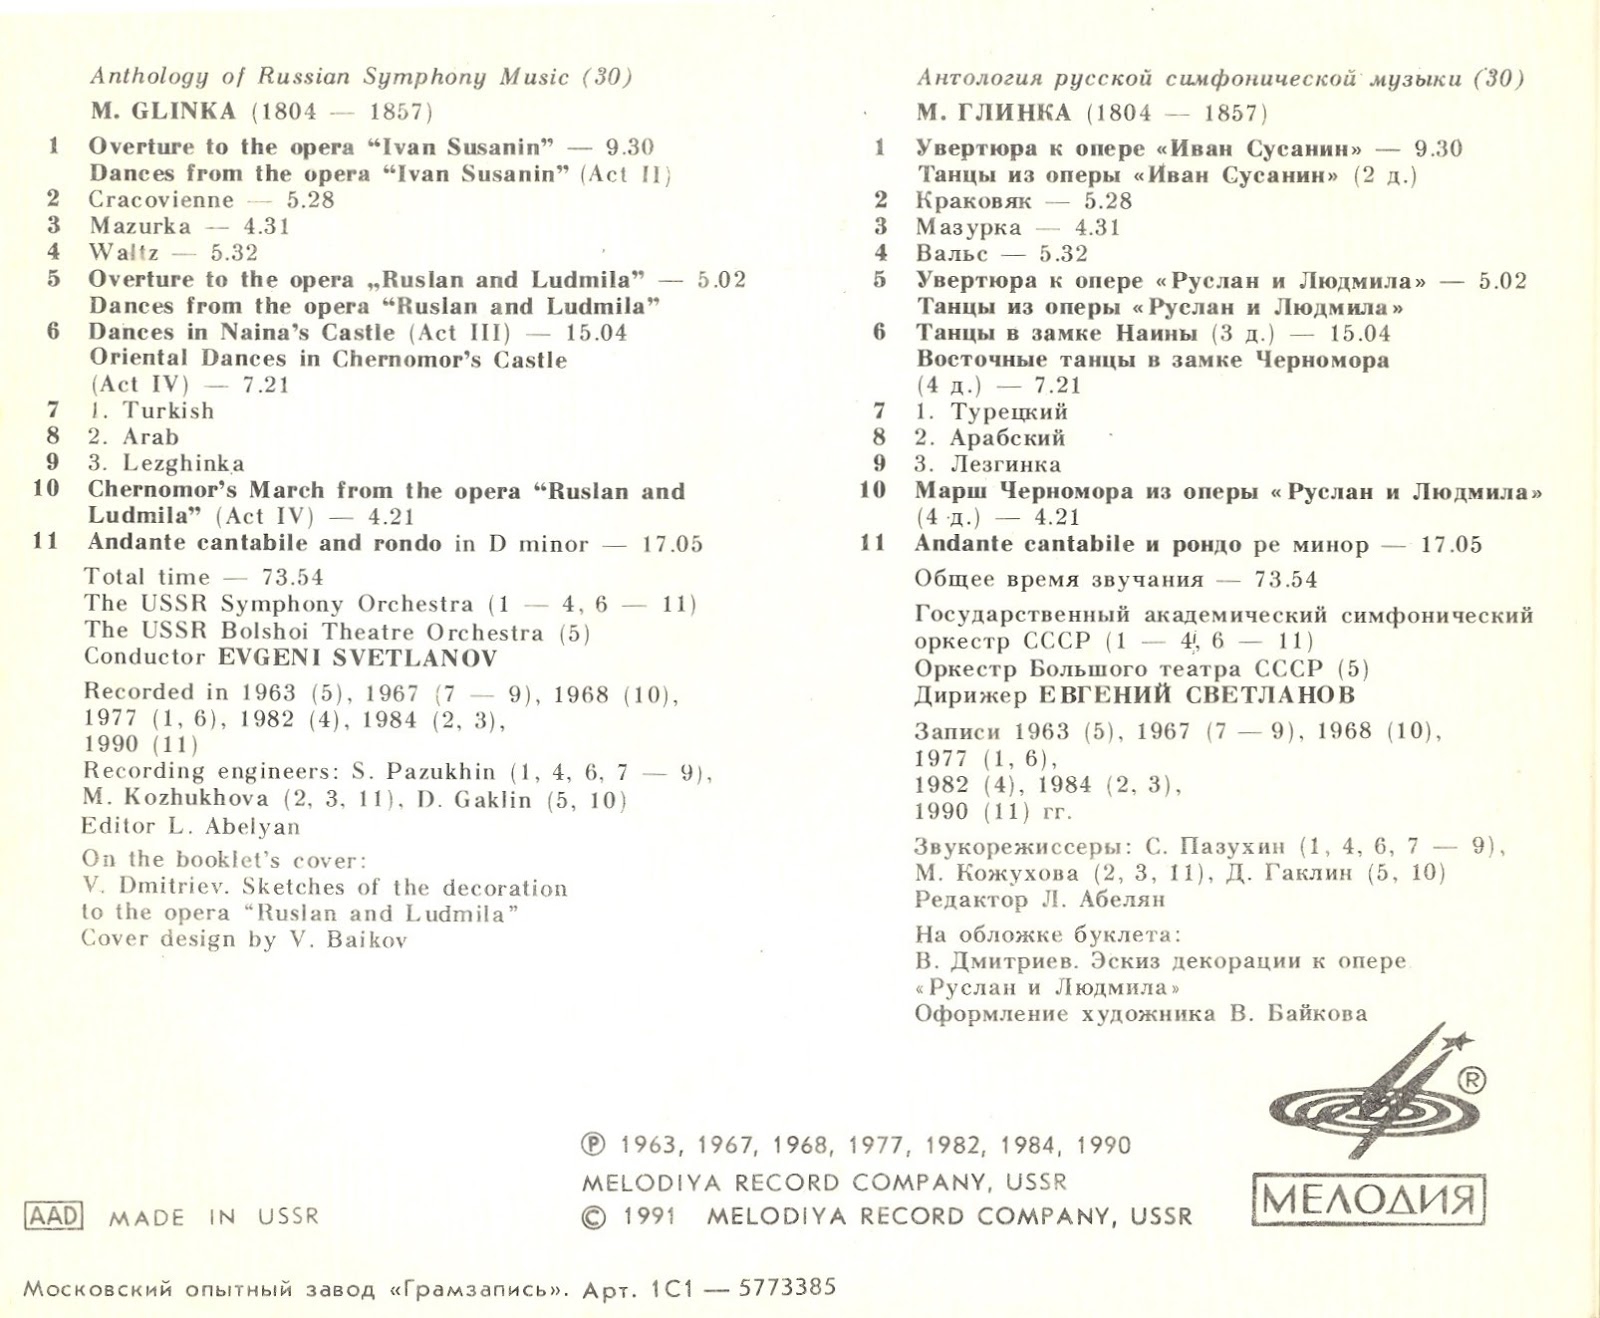 Anthology of Russian Symphony Music (30)
M. GLINKA (1804 — 1857)
1 Overture to the opera “Ivan Susanin” — 9.30
Dances from the opera “Ivan Susanin” (Act II)
2 Cracovienne — 5.28
3 Mazurka — 4.31
4 Waltz — 5.32
5 Overture to the opera „Ruslan and Ludmila” — 5.02
Dances from the opera “Ruslan and Ludmila”
6 Dances in Naina’s Castle (Act III) — 15.04
Oriental Dances in Chernomor’s Castle
(Act IV) — 7.21
7 1. Turkish
8 2. Arab
9 3. Lezghinka
10 Chernomor’s March from the opera “Ruslan and
Ludmila” (Act IV) — 4.21
11 Andante cantabile and rondo in D minor — 17.05
Total time — 73.54
The USSR Symphony Orchestra (1 — 4, 6 — 11)
The USSR Bolshoi Theatre Orchestra (5)
Conductor EVGENI SVETLANOV
Recorded in 1963 (5), 1967 (7 — 9), 1968 (10),
1977 (1, 6), 1982 (4), 1984 (2, 3),
1990 (11)
Recording engineers: S. Pazukhin (1, 4, 6, 7 — 9),
M. Kozhukhova (2, 3, 11), D. Gaklin (5, 10)
Editor L. Abelyan
On the booklet’s cover:
V. Dmitriev. Sketches of the decoration
to the opera “Ruslan and Ludmila”
Cover design by V. Baikov
Антология русской симфонической музыки (30)
М. ГЛИНКА (1804 — 1857)
1 Увертюра к опере «Иван Сусанин» — 9.30
Танцы из оперы «Иван Сусанин» (2 д.)
2 Краковяк — 5.28
3 Мазурка — 4.31
4 Вальс — 5.32
5 Увертюра к опере «Руслан и Людмила» — 5.02
Танцы из оперы «Руслан и Людмила»
6 Танцы в замке Наины (3 д.) — 15.04
Восточные танцы в замке Черномора
(4 д.) — 7.21
7 1. Турецкий
8 2. Арабский
9 3. Лезгинка
10 Марш Черномора из оперы «Руслан и Людмила»
(4 д.) — 4.21
11 Andante cantabile и рондо ре минор — 17.05
Общее время звучания — 73.54
Государственный академический симфонический
оркестр СССР (1 — 4, 6 — 11)
Оркестр Большого театра СССР (5)
Дирижер ЕВГЕНИЙ СВЕТЛАНОВ
Записи 1963 (5), 1967 (7 — 9), 1968 (10),
1977 (1, 6),
1982 (4), 1984 (2, 3),
1990 (11) гг.
Звукорежиссеры: С. Пазухин (1, 4, 6, 7 — 9),
М. Кожухова (2, 3, 11), Д. Гаклин (5, 10)
Редактор Л. Абелян
На обложке буклета:
В. Дмитриев. Эскиз декорации к опере
«Руслан и Людмила»
Оформление художника В. Байкова
®
МЕЛОДИЯ
℗ 1963, 1967, 1968, 1977, 1982, 1984, 1990
MELODIYA RECORD COMPANY, USSR
© 1991 MELODIYA RECORD COMPANY, USSR
AAD MADE IN USSR
Московский опытный завод «Грамзапись». Арт. 1С1 — 5773385